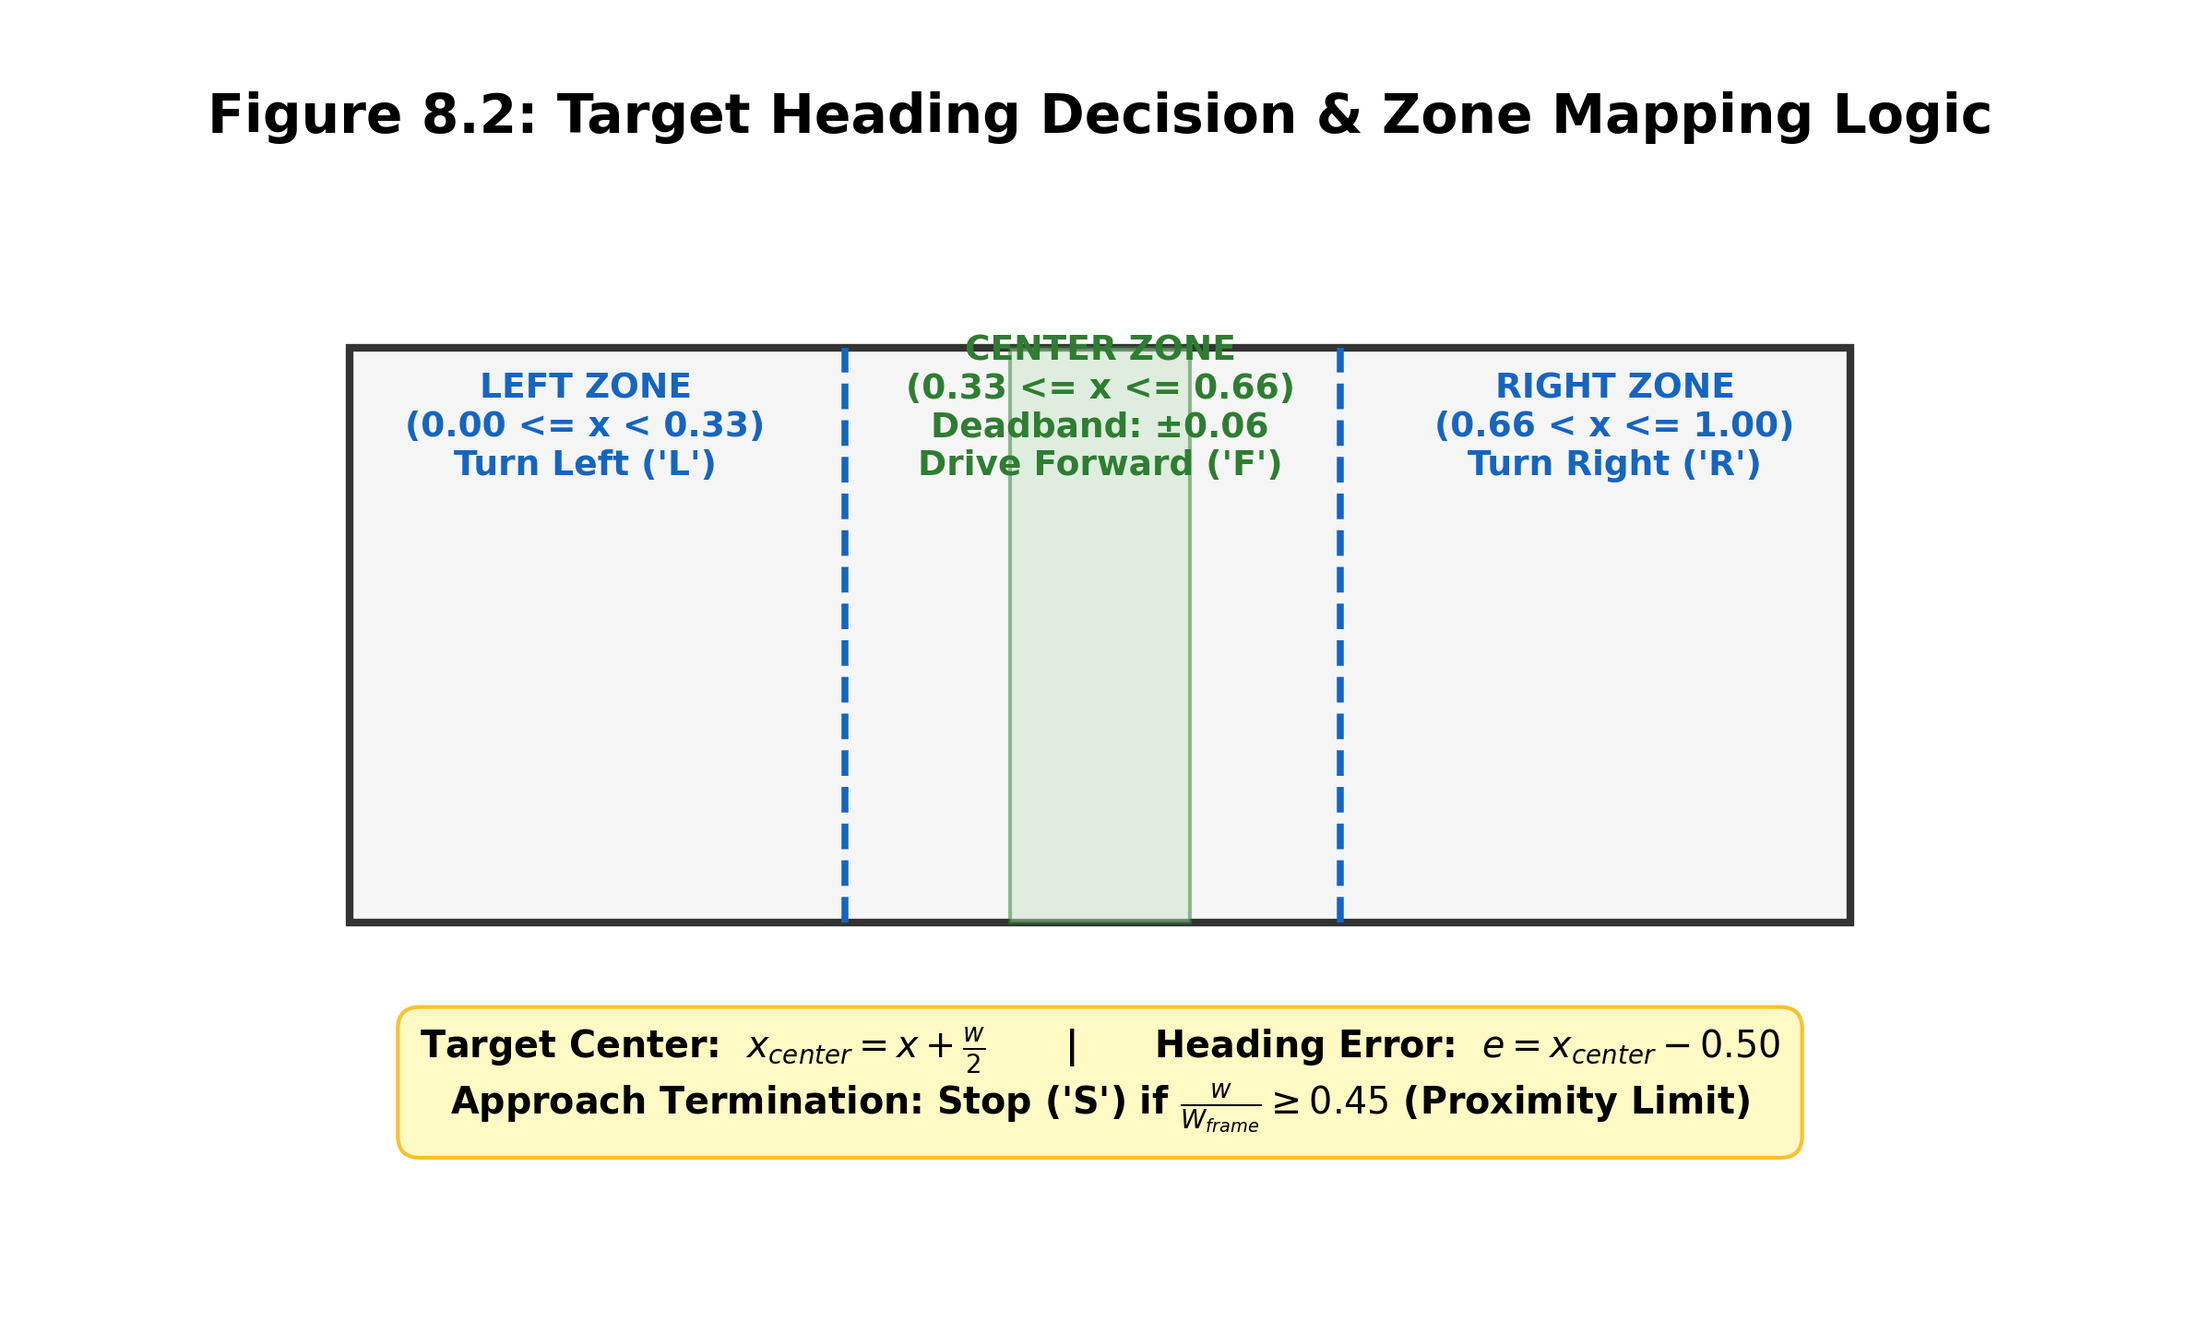 Figure 8.2: Target Heading Decision & Zone Mapping Logic
LEFT ZONE
(0.00 <= x < 0.33)
Turn Left ('L')
CENTER ZONE
(0.33 <= x <= 0.66)
Deadband: ±0.06
Drive Forward ('F')
RIGHT ZONE
(0.66 < x <= 1.00)
Turn Right ('R')
Target Center: x_center = x + w/2 | Heading Error: e = x_center − 0.50
Approach Termination: Stop ('S') if w/W_frame ≥ 0.45 (Proximity Limit)